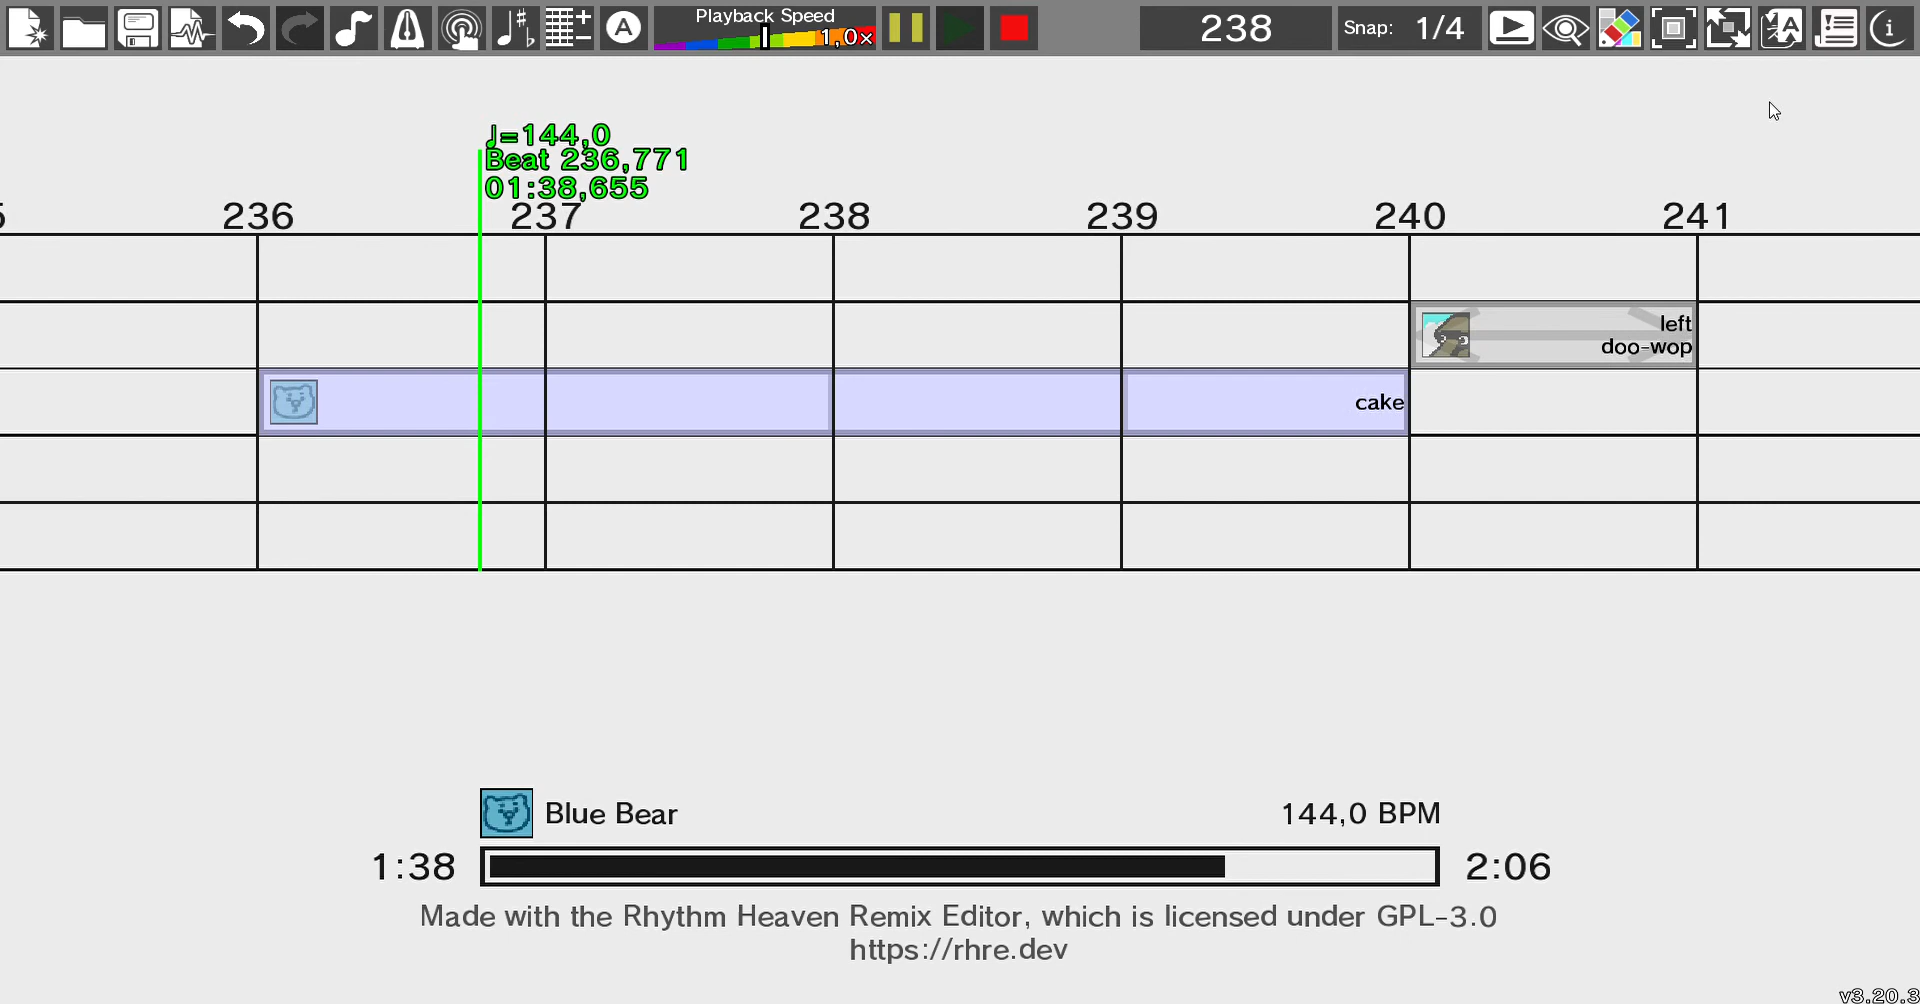 Playback Speed
1,0x
238
Snap: 1/4
A
A
♩=144,0
Beat 236,771
01:38,655
236 237 238 239 240 241
left
doo-wop
cake
Blue Bear
144,0 BPM
1:38
2:06
Made with the Rhythm Heaven Remix Editor, which is licensed under GPL-3.0
https://rhre.dev
v3.20.3